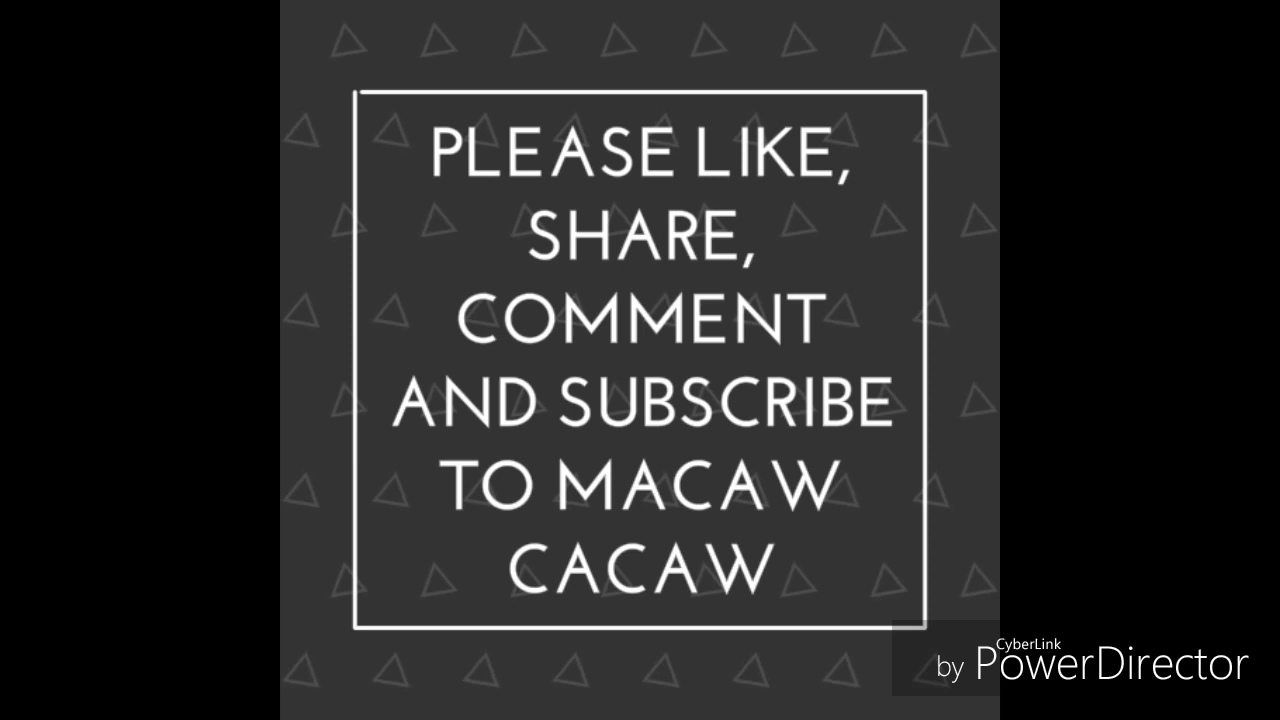 PLEASE LIKE,
SHARE,
COMMENT
AND SUBSCRIBE
TO MACAW
CACAW
CyberLink
by PowerDirector